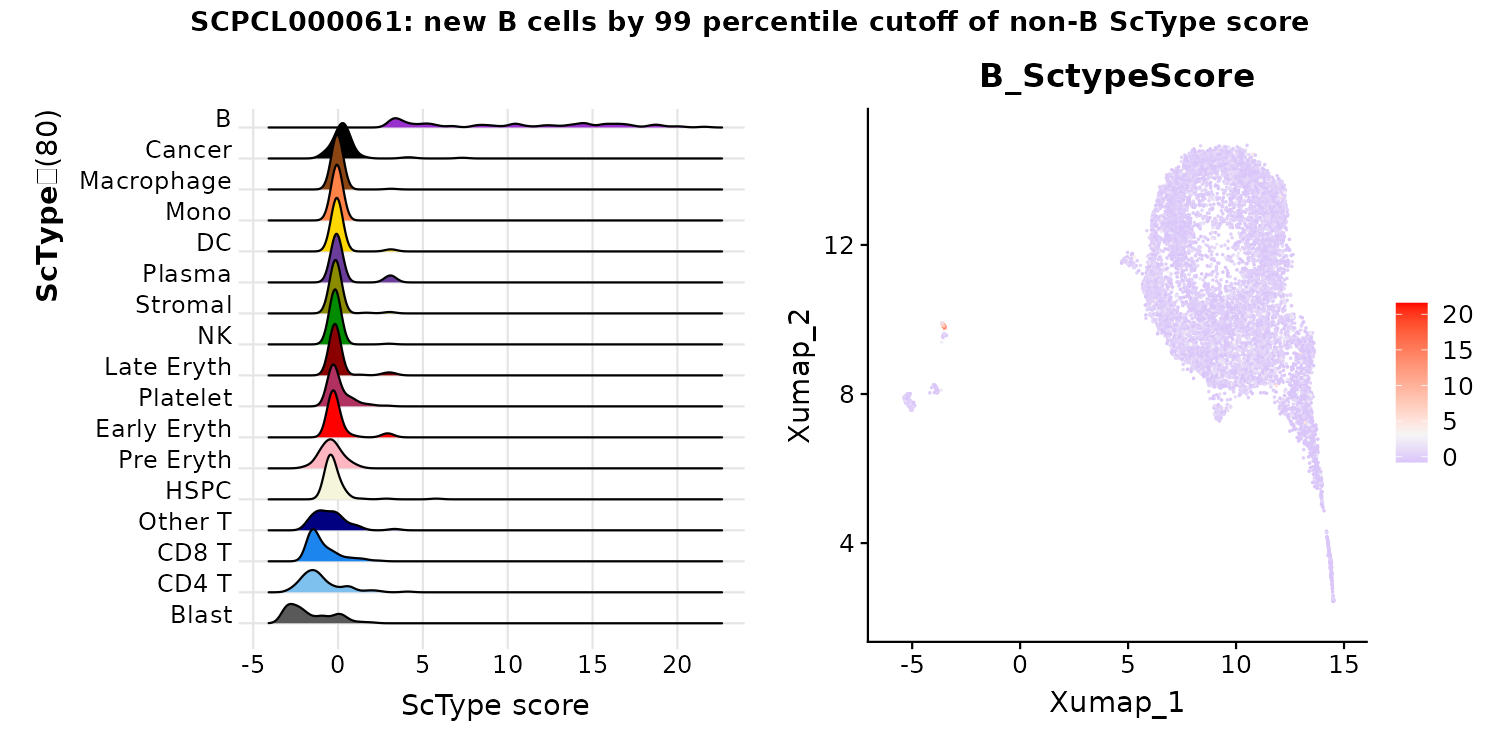 SCPCL000061: new B cells by 99 percentile cutoff of non-B ScType score
ScType□(80)
B
Cancer
Macrophage
Mono
DC
Plasma
Stromal
NK
Late Eryth
Platelet
Early Eryth
Pre Eryth
HSPC
Other T
CD8 T
CD4 T
Blast
-5 0 5 10 15 20
ScType score
B_SctypeScore
Xumap_2
12
8
4
-5 0 5 10 15
Xumap_1
20
15
10
5
0